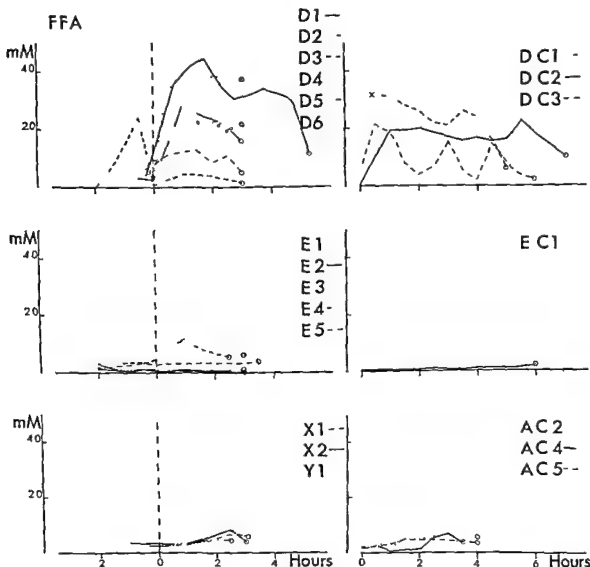 FFA
mM
40
20
D1—
D2 -
D3---
D4
D5 -
D6
DC1 -
DC2—
DC3--
mM
40
20
E1
E2—
E3
E4-
E5--
EC1
mM
40
20
X1---
X2—
Y1
AC2
AC4—
AC5--
2 0 2 4 Hours
0 2 4 6 Hours